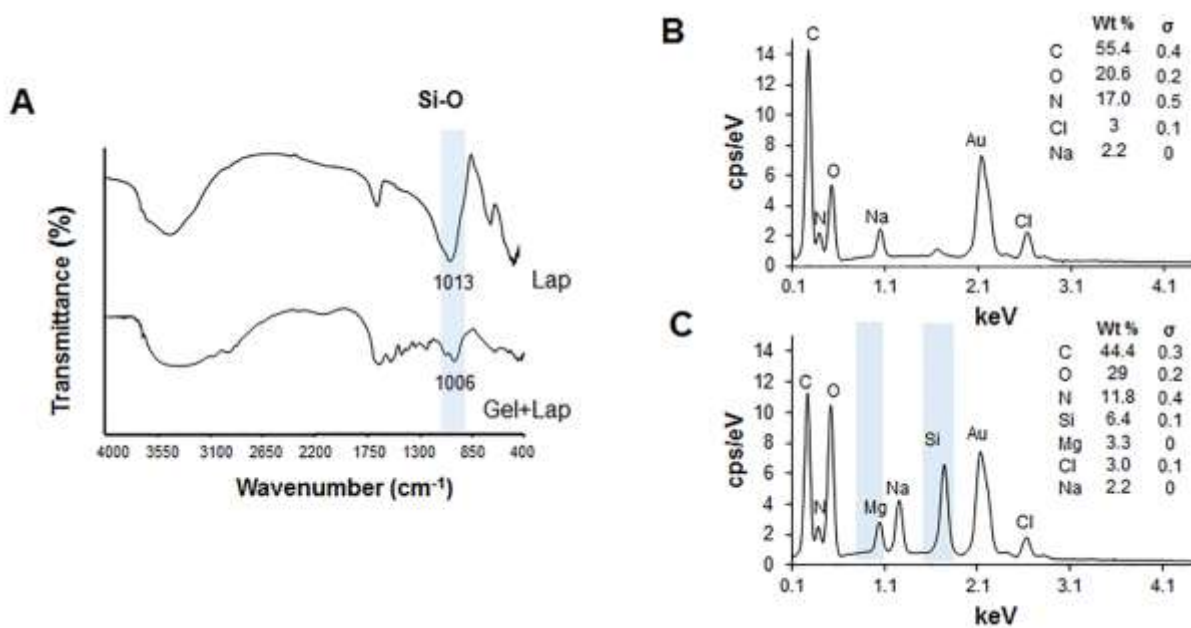 A
Si-O
Transmittance (%)
1013
Lap
1006
Gel+Lap
4000 3550 3100 2650 2200 1750 1300 850 400
Wavenumber (cm-1)
B
cps/eV
14
12
10
8
6
4
2
0
C
N
O
Na
Au
Cl
Wt % σ
C 55.4 0.4
O 20.6 0.2
N 17.0 0.5
Cl 3 0.1
Na 2.2 0
0.1 1.1 2.1 3.1 4.1
keV
C
cps/eV
14
12
10
8
6
4
2
0
C
N
O
Mg
Na
Si
Au
Cl
Wt % σ
C 44.4 0.3
O 29 0.2
N 11.8 0.4
Si 6.4 0.1
Mg 3.3 0
Cl 3.0 0.1
Na 2.2 0
0.1 1.1 2.1 3.1 4.1
keV